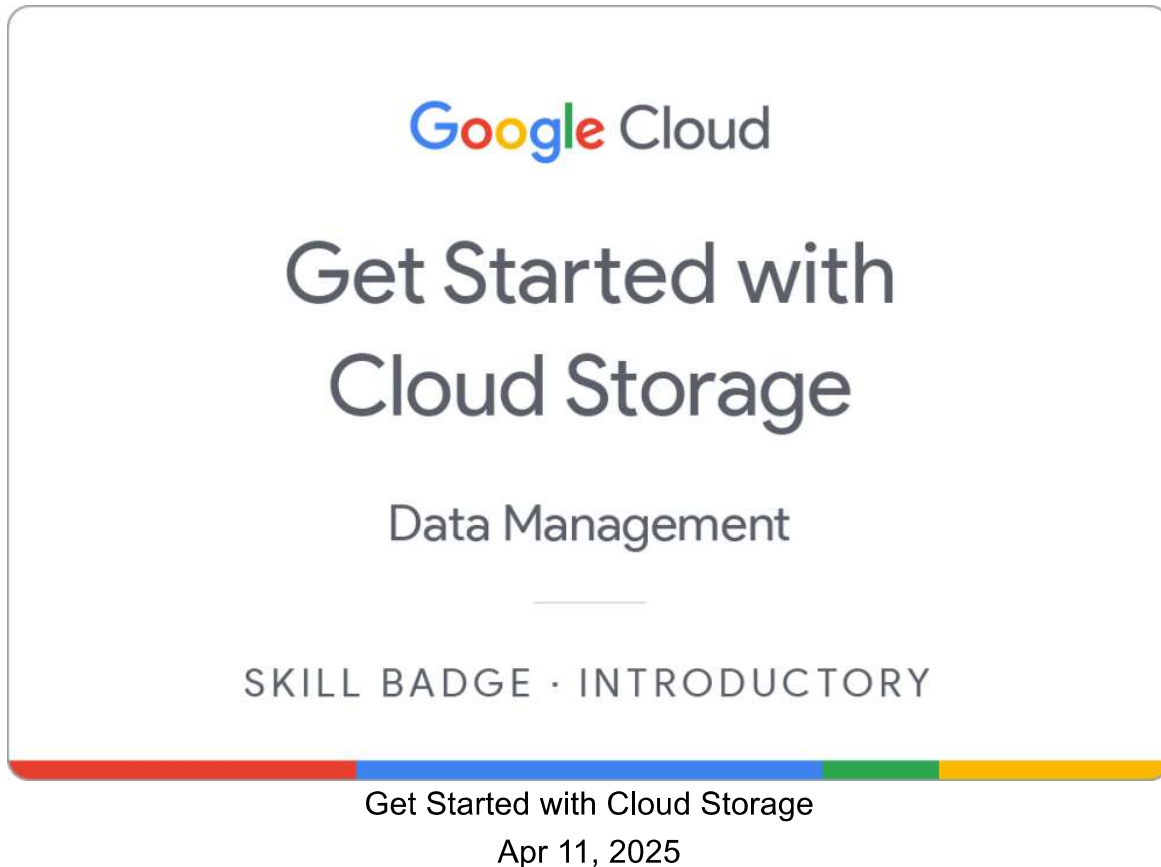 Google Cloud
Get Started with
Cloud Storage
Data Management
SKILL BADGE · INTRODUCTORY
Get Started with Cloud Storage
Apr 11, 2025